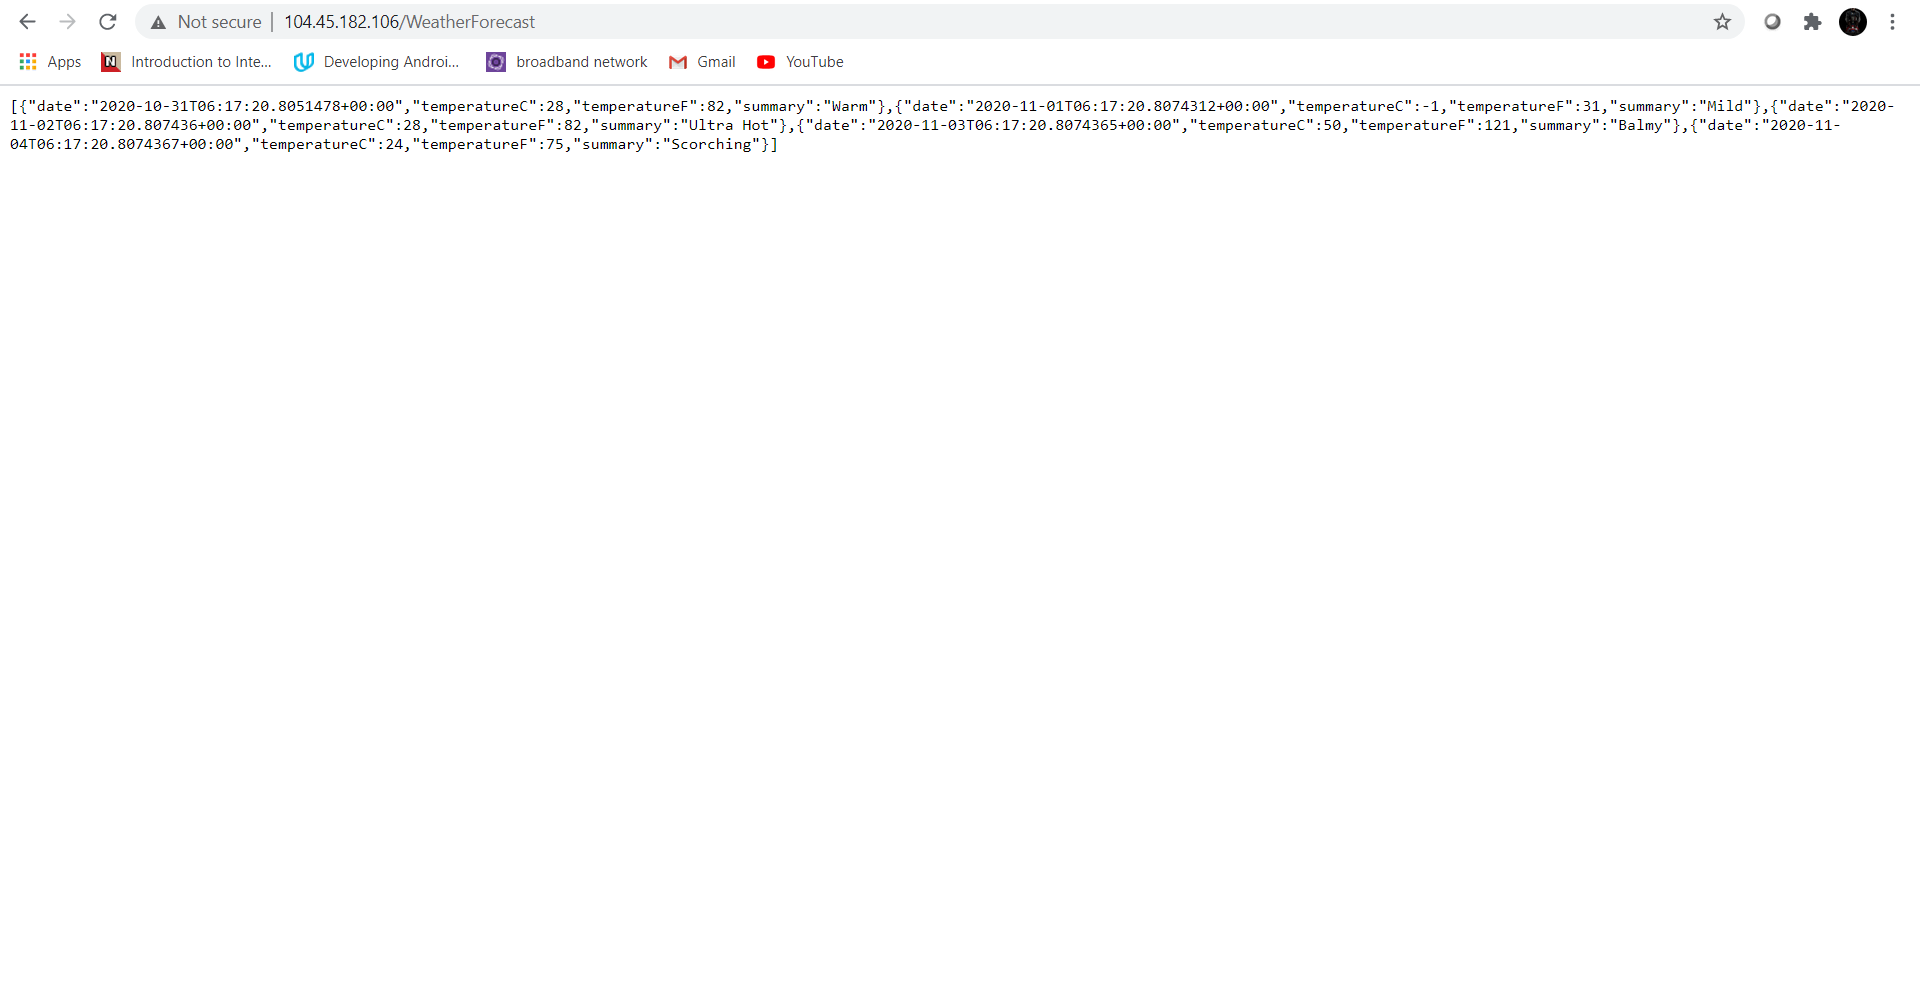 Not secure | 104.45.182.106/WeatherForecast
Apps Introduction to Inte... Developing Androi... broadband network Gmail YouTube
[{"date":"2020-10-31T06:17:20.8051478+00:00","temperatureC":28,"temperatureF":82,"summary":"Warm"},{"date":"2020-11-01T06:17:20.8074312+00:00","temperatureC":-1,"temperatureF":31,"summary":"Mild"},{"date":"2020-
11-02T06:17:20.807436+00:00","temperatureC":28,"temperatureF":82,"summary":"Ultra Hot"},{"date":"2020-11-03T06:17:20.8074365+00:00","temperatureC":50,"temperatureF":121,"summary":"Balmy"},{"date":"2020-11-
04T06:17:20.8074367+00:00","temperatureC":24,"temperatureF":75,"summary":"Scorching"}]